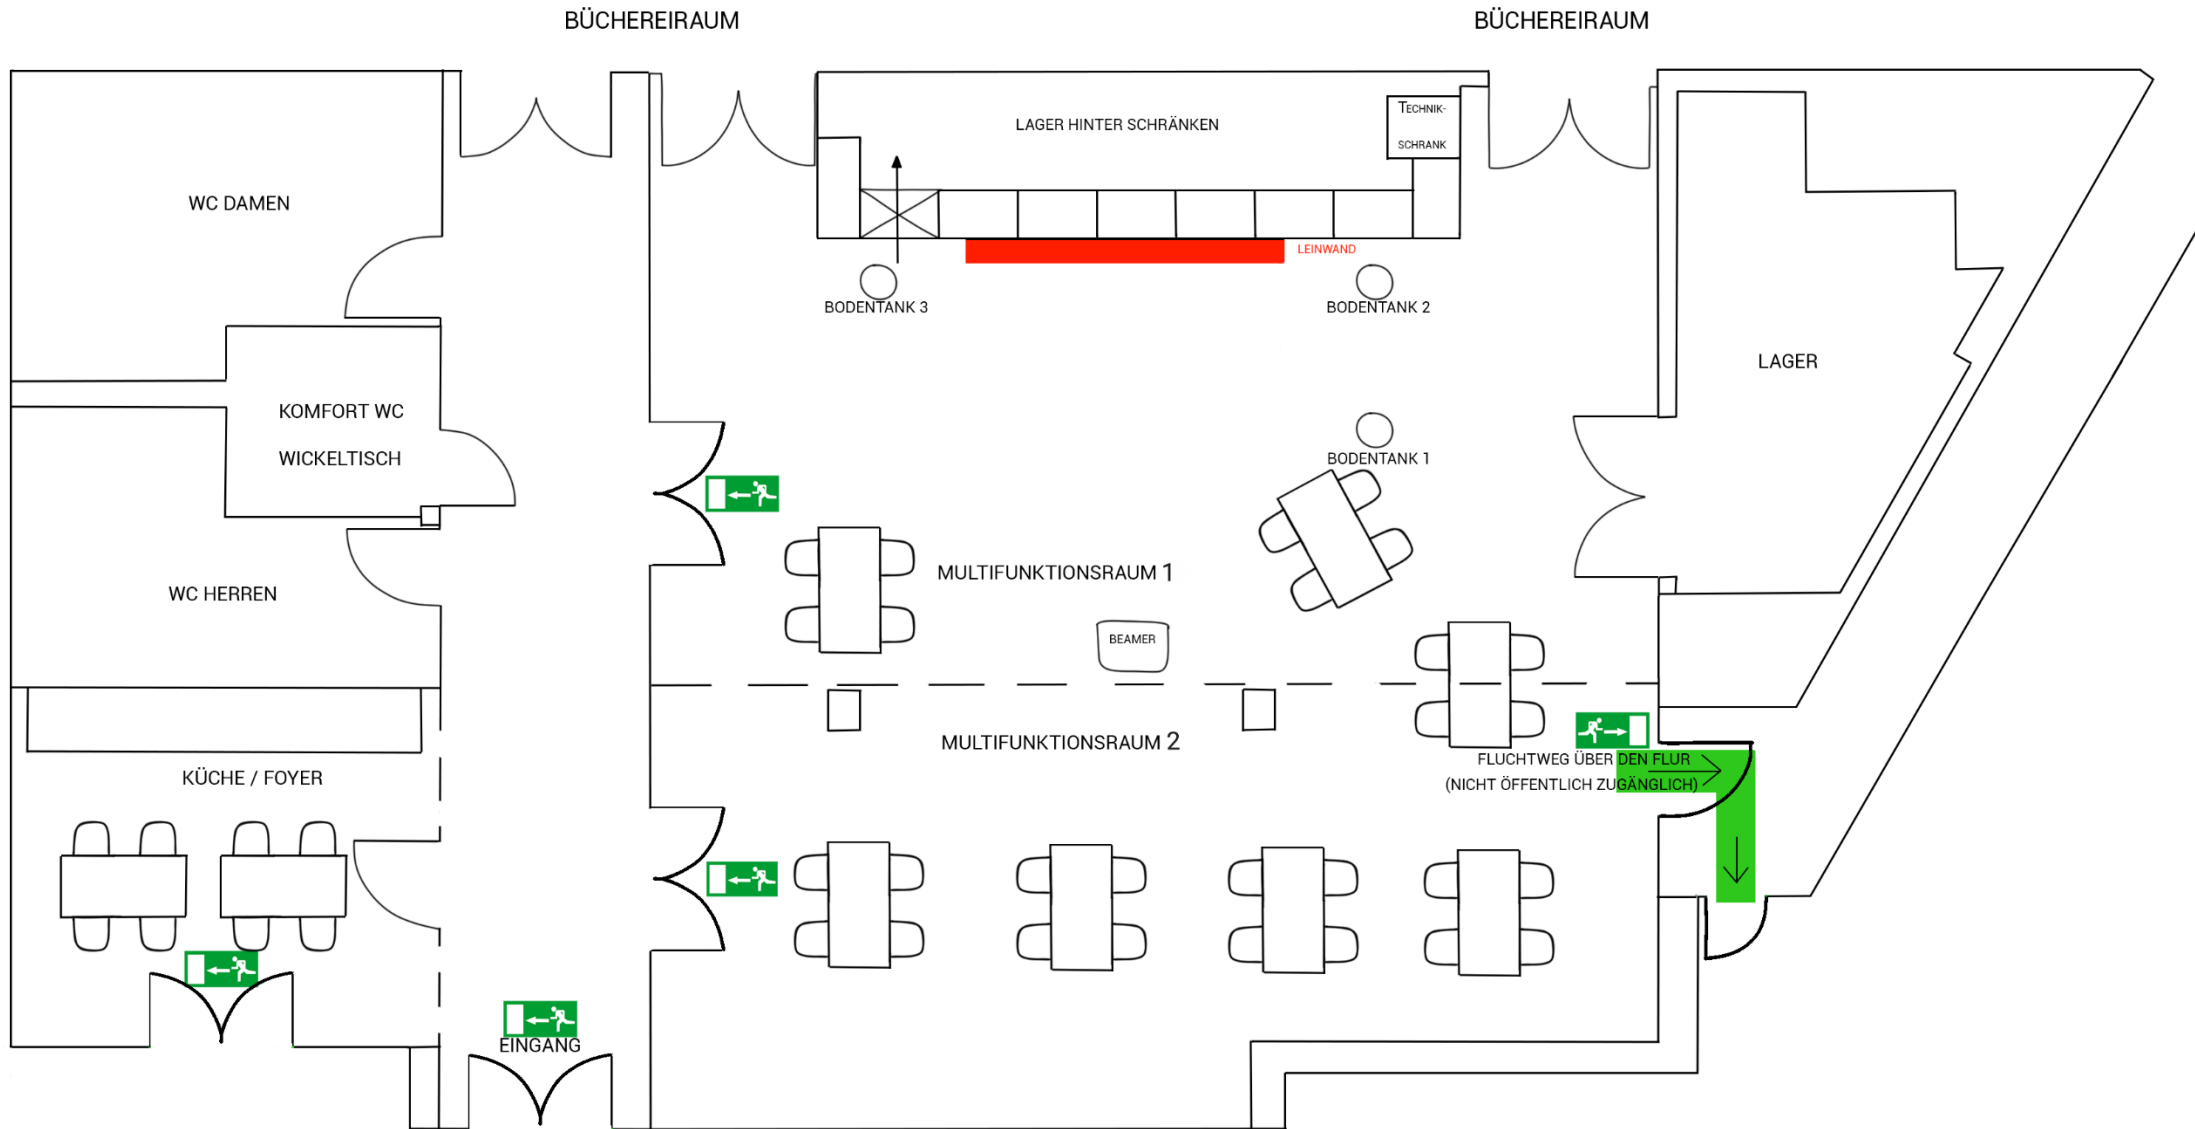 BÜCHEREIRAUM
BÜCHEREIRAUM
TECHNIK-
SCHRANK
LAGER HINTER SCHRÄNKEN
WC DAMEN
LEINWAND
BODENTANK 3
BODENTANK 2
LAGER
KOMFORT WC
WICKELTISCH
BODENTANK 1
MULTIFUNKTIONSRAUM 1
WC HERREN
BEAMER
MULTIFUNKTIONSRAUM 2
FLUCHTWEG ÜBER DEN FLUR
(NICHT ÖFFENTLICH ZUGÄNGLICH)
KÜCHE / FOYER
EINGANG